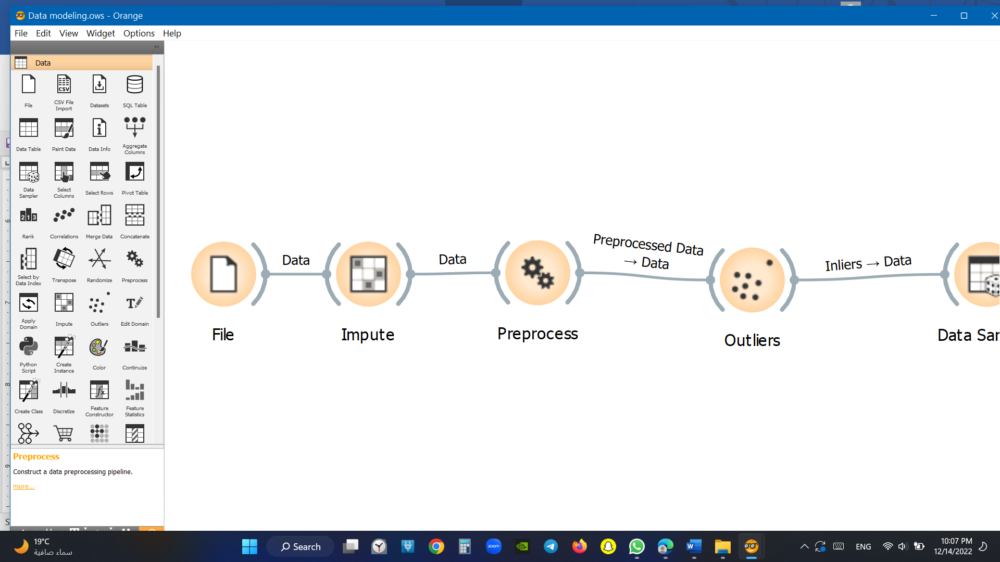 Data modeling.ows - Orange
File Edit View Widget Options Help
Data
File
CSV File
Import
Datasets
SQL Table
Data Table
Paint Data
Data Info
Aggregate
Columns
Data
Sampler
Select
Columns
Select Rows
Pivot Table
Rank
Correlations
Merge Data
Concatenate
Select by
Data Index
Transpose
Randomize
Preprocess
Apply
Domain
Impute
Outliers
Edit Domain
Python
Script
Create
Instance
Color
Continuize
Create Class
Discretize
Feature
Constructor
Feature
Statistics
Preprocess
Construct a data preprocessing pipeline.
more...
File
Data
Impute
Data
Preprocess
Preprocessed Data
→ Data
Outliers
Inliers → Data
Data Sar
19°C
سماء صافية
Search
zoom
ENG
10:07 PM
12/14/2022